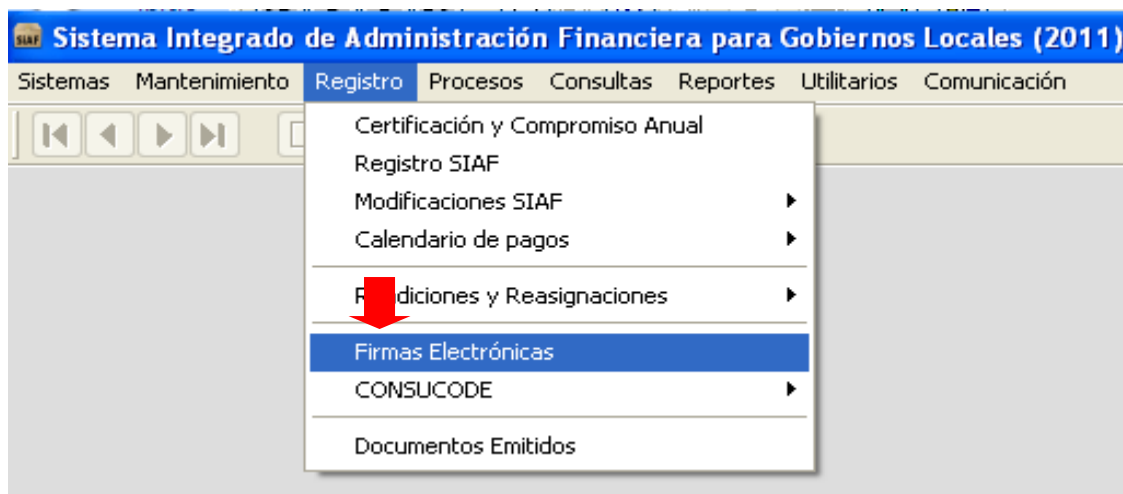 SIAF Sistema Integrado de Administración Financiera para Gobiernos Locales (2011)
Sistemas Mantenimiento Registro Procesos Consultas Reportes Utilitarios Comunicación
Certificación y Compromiso Anual
Registro SIAF
Modificaciones SIAF
Calendario de pagos
y Reasignaciones
Firmas Electrónicas
CONSUCODE
Documentos Emitidos